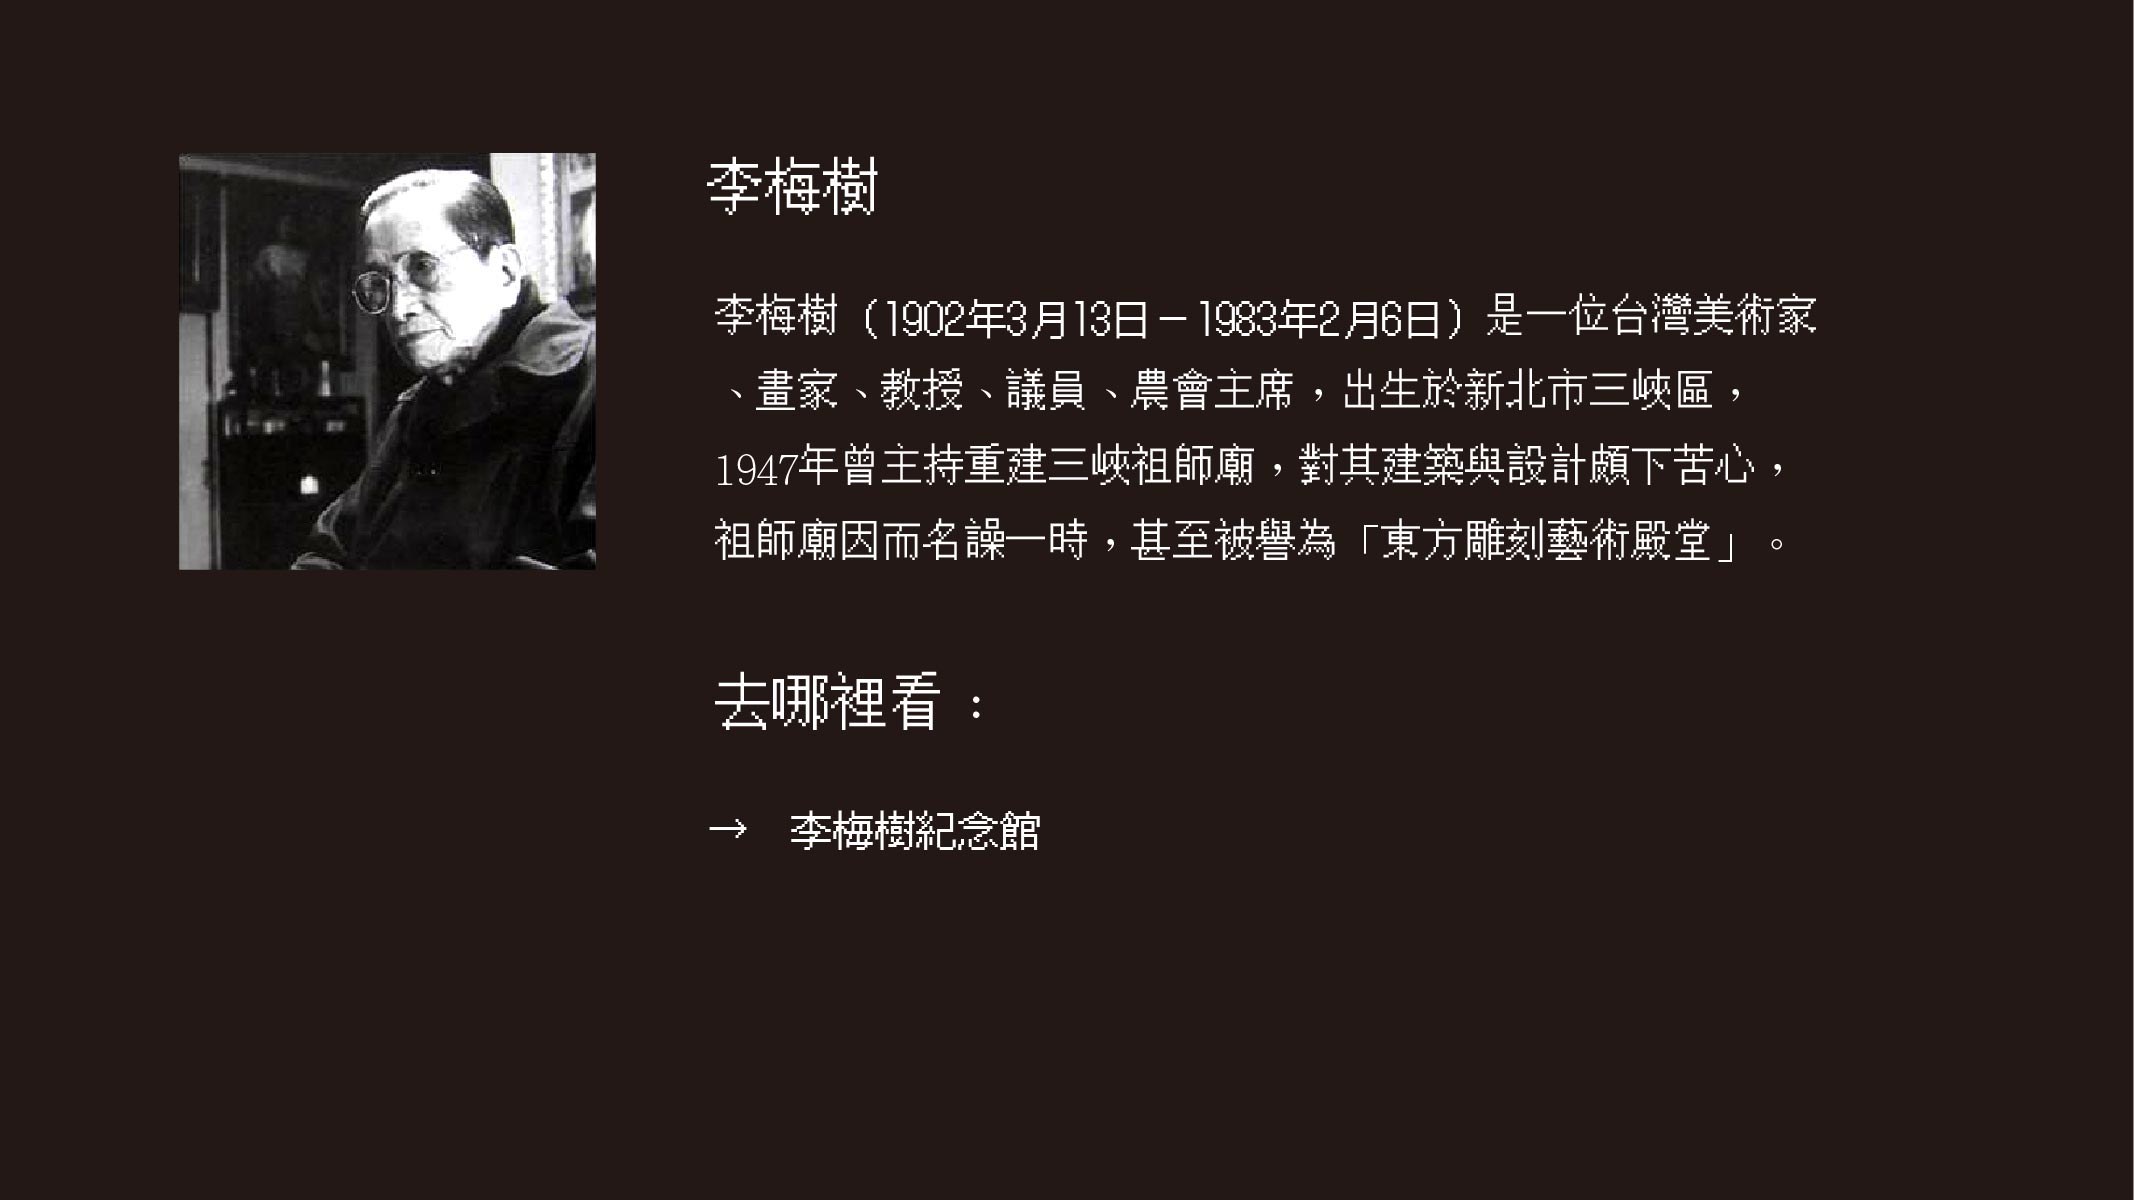 李梅樹
李梅樹（1902年3月13日－1983年2月6日）是一位台灣美術家
、畫家、教授、議員、農會主席，出生於新北市三峽區，
1947年曾主持重建三峽祖師廟，對其建築與設計頗下苦心，
祖師廟因而名譟一時，甚至被譽為「東方雕刻藝術殿堂」。
去哪裡看：
→　李梅樹紀念館